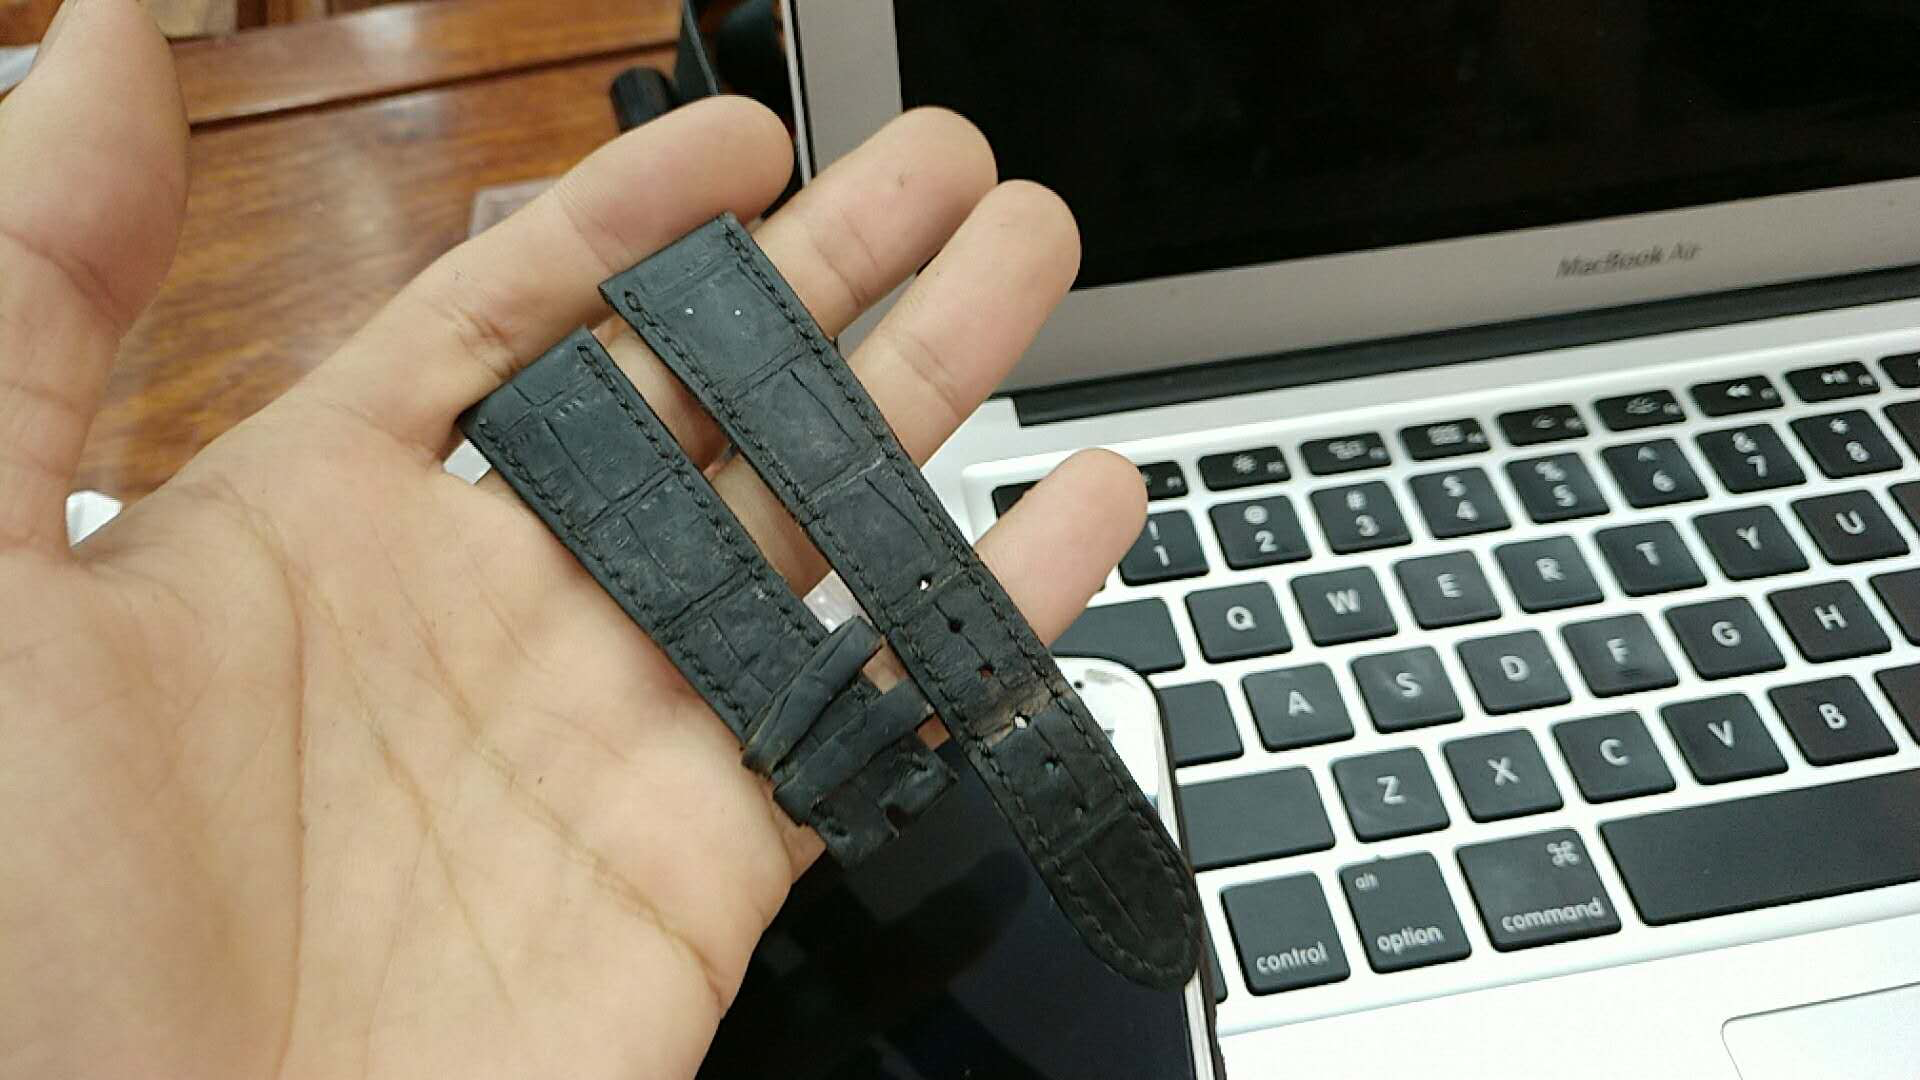 MacBook Air
! @ # $ % ^ & *
1 2 3 4 5 6 7 8
Q W E R T Y U
A S D F G H
Z X C V B
alt ⌘
control option command